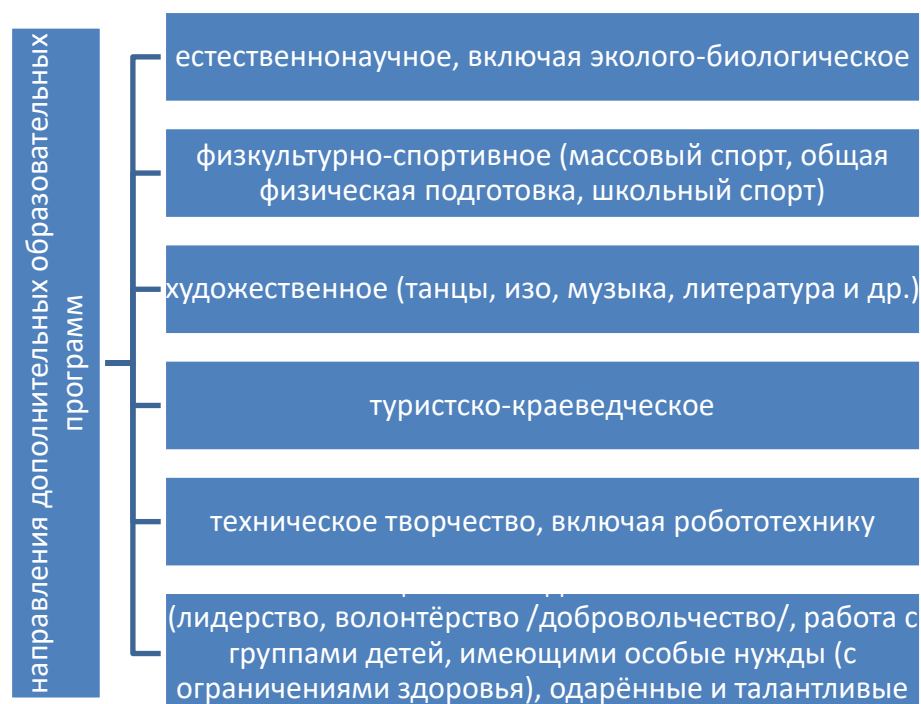 направления дополнительных образовательных
программ
естественнонаучное, включая эколого-биологическое
физкультурно-спортивное (массовый спорт, общая
физическая подготовка, школьный спорт)
художественное (танцы, изо, музыка, литература и др.)
туристско-краеведческое
техническое творчество, включая робототехнику
(лидерство, волонтёрство /добровольчество/, работа с
группами детей, имеющими особые нужды (с
ограничениями здоровья), одарённые и талантливые